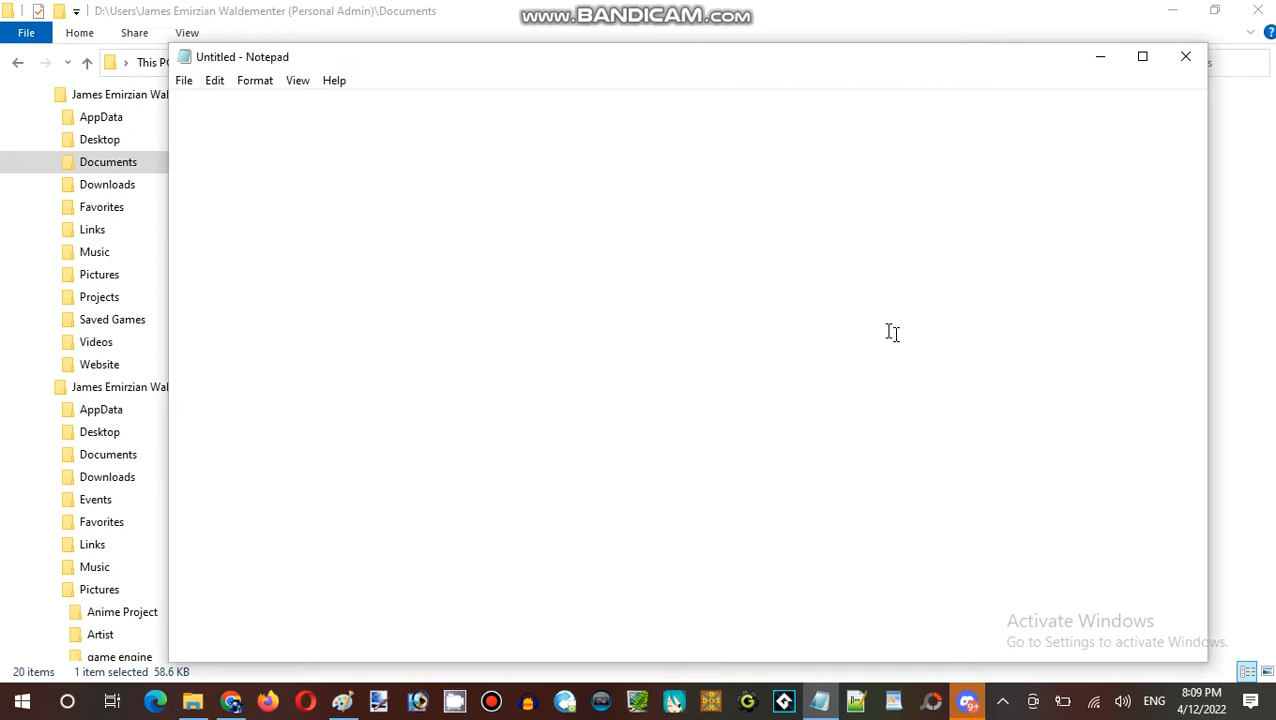 D:\Users\James Emirzian Waldementer (Personal Admin)\Documents
www.BANDICAM.com
File Home Share View
This PC
Untitled - Notepad
File Edit Format View Help
James Emirzian Wal
AppData
Desktop
Documents
Downloads
Favorites
Links
Music
Pictures
Projects
Saved Games
Videos
Website
James Emirzian Wal
AppData
Desktop
Documents
Downloads
Events
Favorites
Links
Music
Pictures
Anime Project
Artist
game engine
Activate Windows
Go to Settings to activate Windows.
20 items 1 item selected 58.6 KB
ENG
8:09 PM
4/12/2022